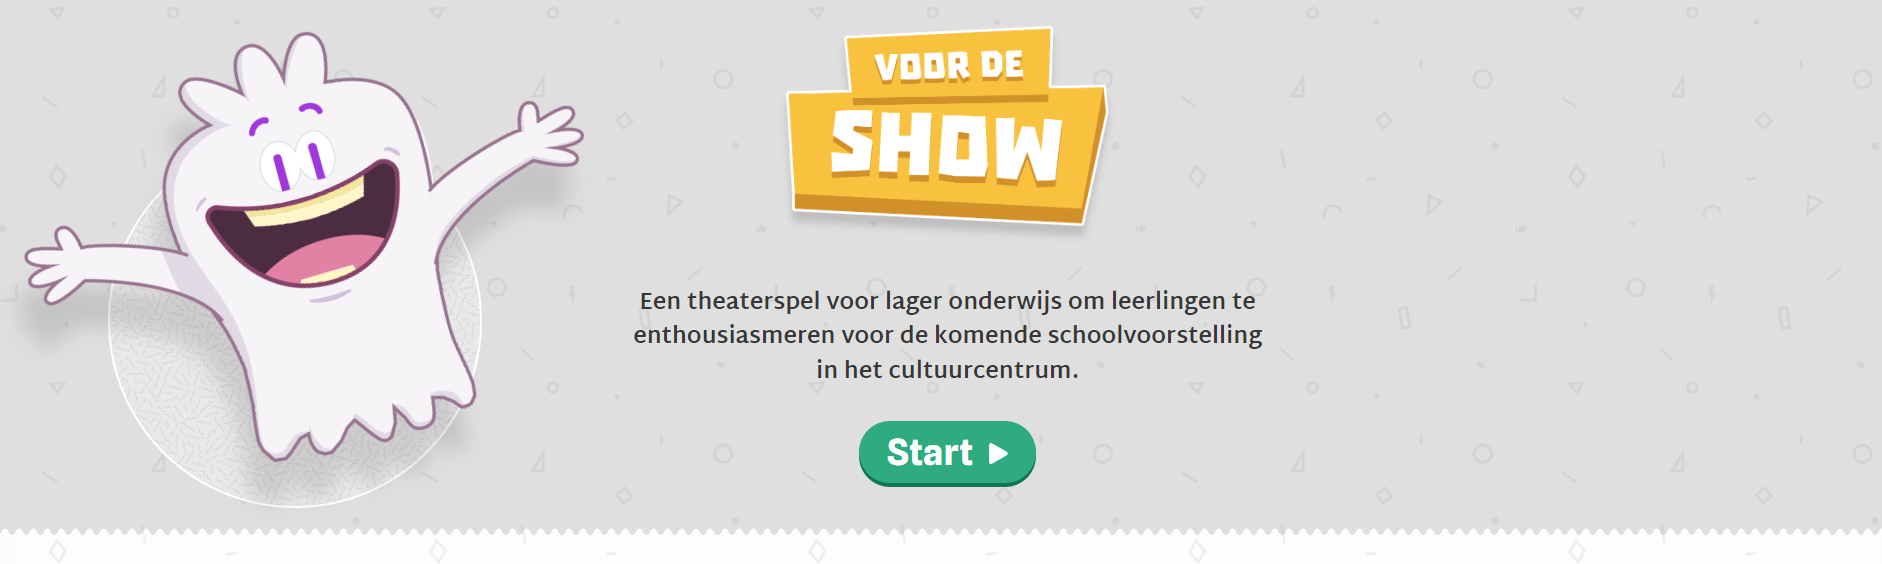 VOOR DE
SHOW
Een theaterspel voor lager onderwijs om leerlingen te
enthousiasmeren voor de komende schoolvoorstelling
in het cultuurcentrum.
Start